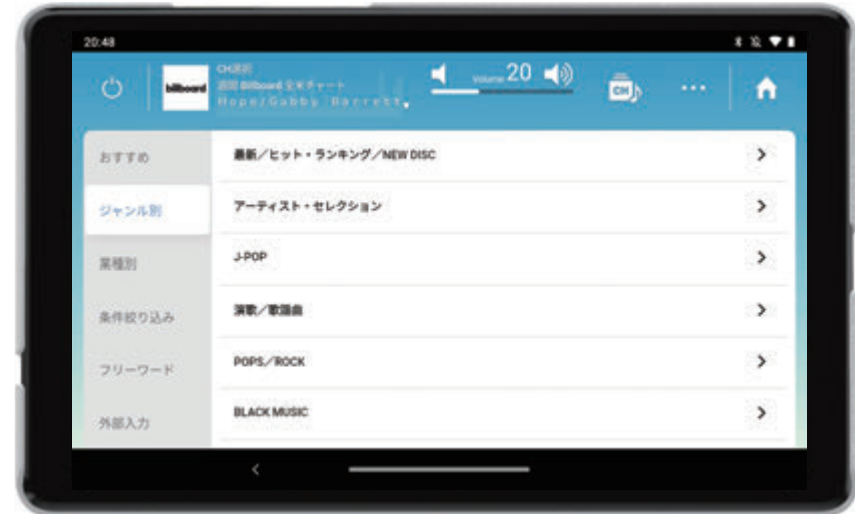 20:48
billboard
CH選択
週間 Billboard 全米チャート
Hope/Gabby Barrett
Volume 20
CH
おすすめ
ジャンル別
業種別
条件絞り込み
フリーワード
外部入力
最新／ヒット・ランキング／NEW DISC
アーティスト・セレクション
J-POP
演歌／歌謡曲
POPS／ROCK
BLACK MUSIC